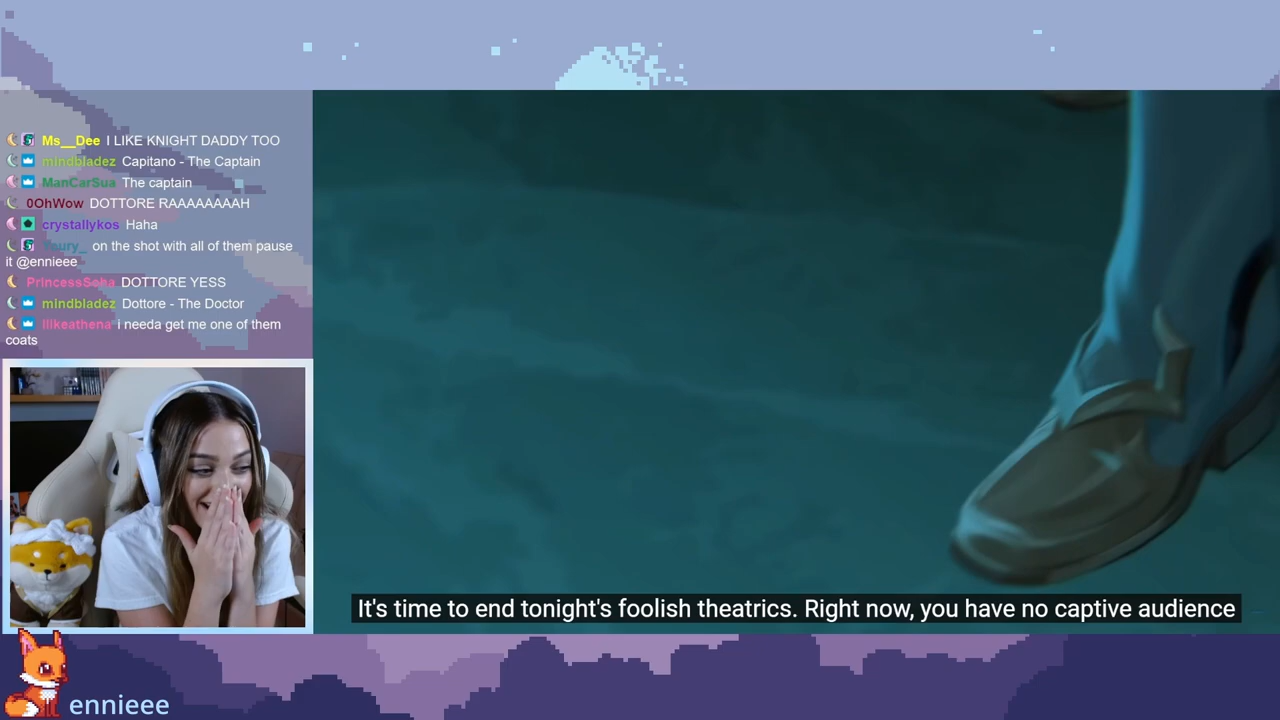 Ms__Dee I LIKE KNIGHT DADDY TOO
mindbladez Capitano - The Captain
ManCarSua The captain
0OhWow DOTTORE RAAAAAAAH
crystallykos Haha
on the shot with all of them pause
it @ennieee
PrincessSoha DOTTORE YESS
mindbladez Dottore - The Doctor
i needa get me one of them
coats
It's time to end tonight's foolish theatrics. Right now, you have no captive audience
ennieee